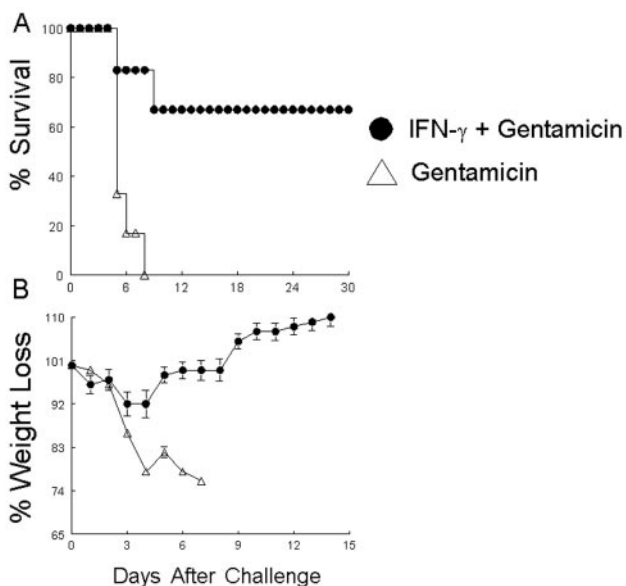 A
% Survival
100
80
60
40
20
0
0 6 12 18 24 30
IFN-γ + Gentamicin
Gentamicin
B
% Weight Loss
110
101
92
83
74
65
0 3 6 9 12 15
Days After Challenge